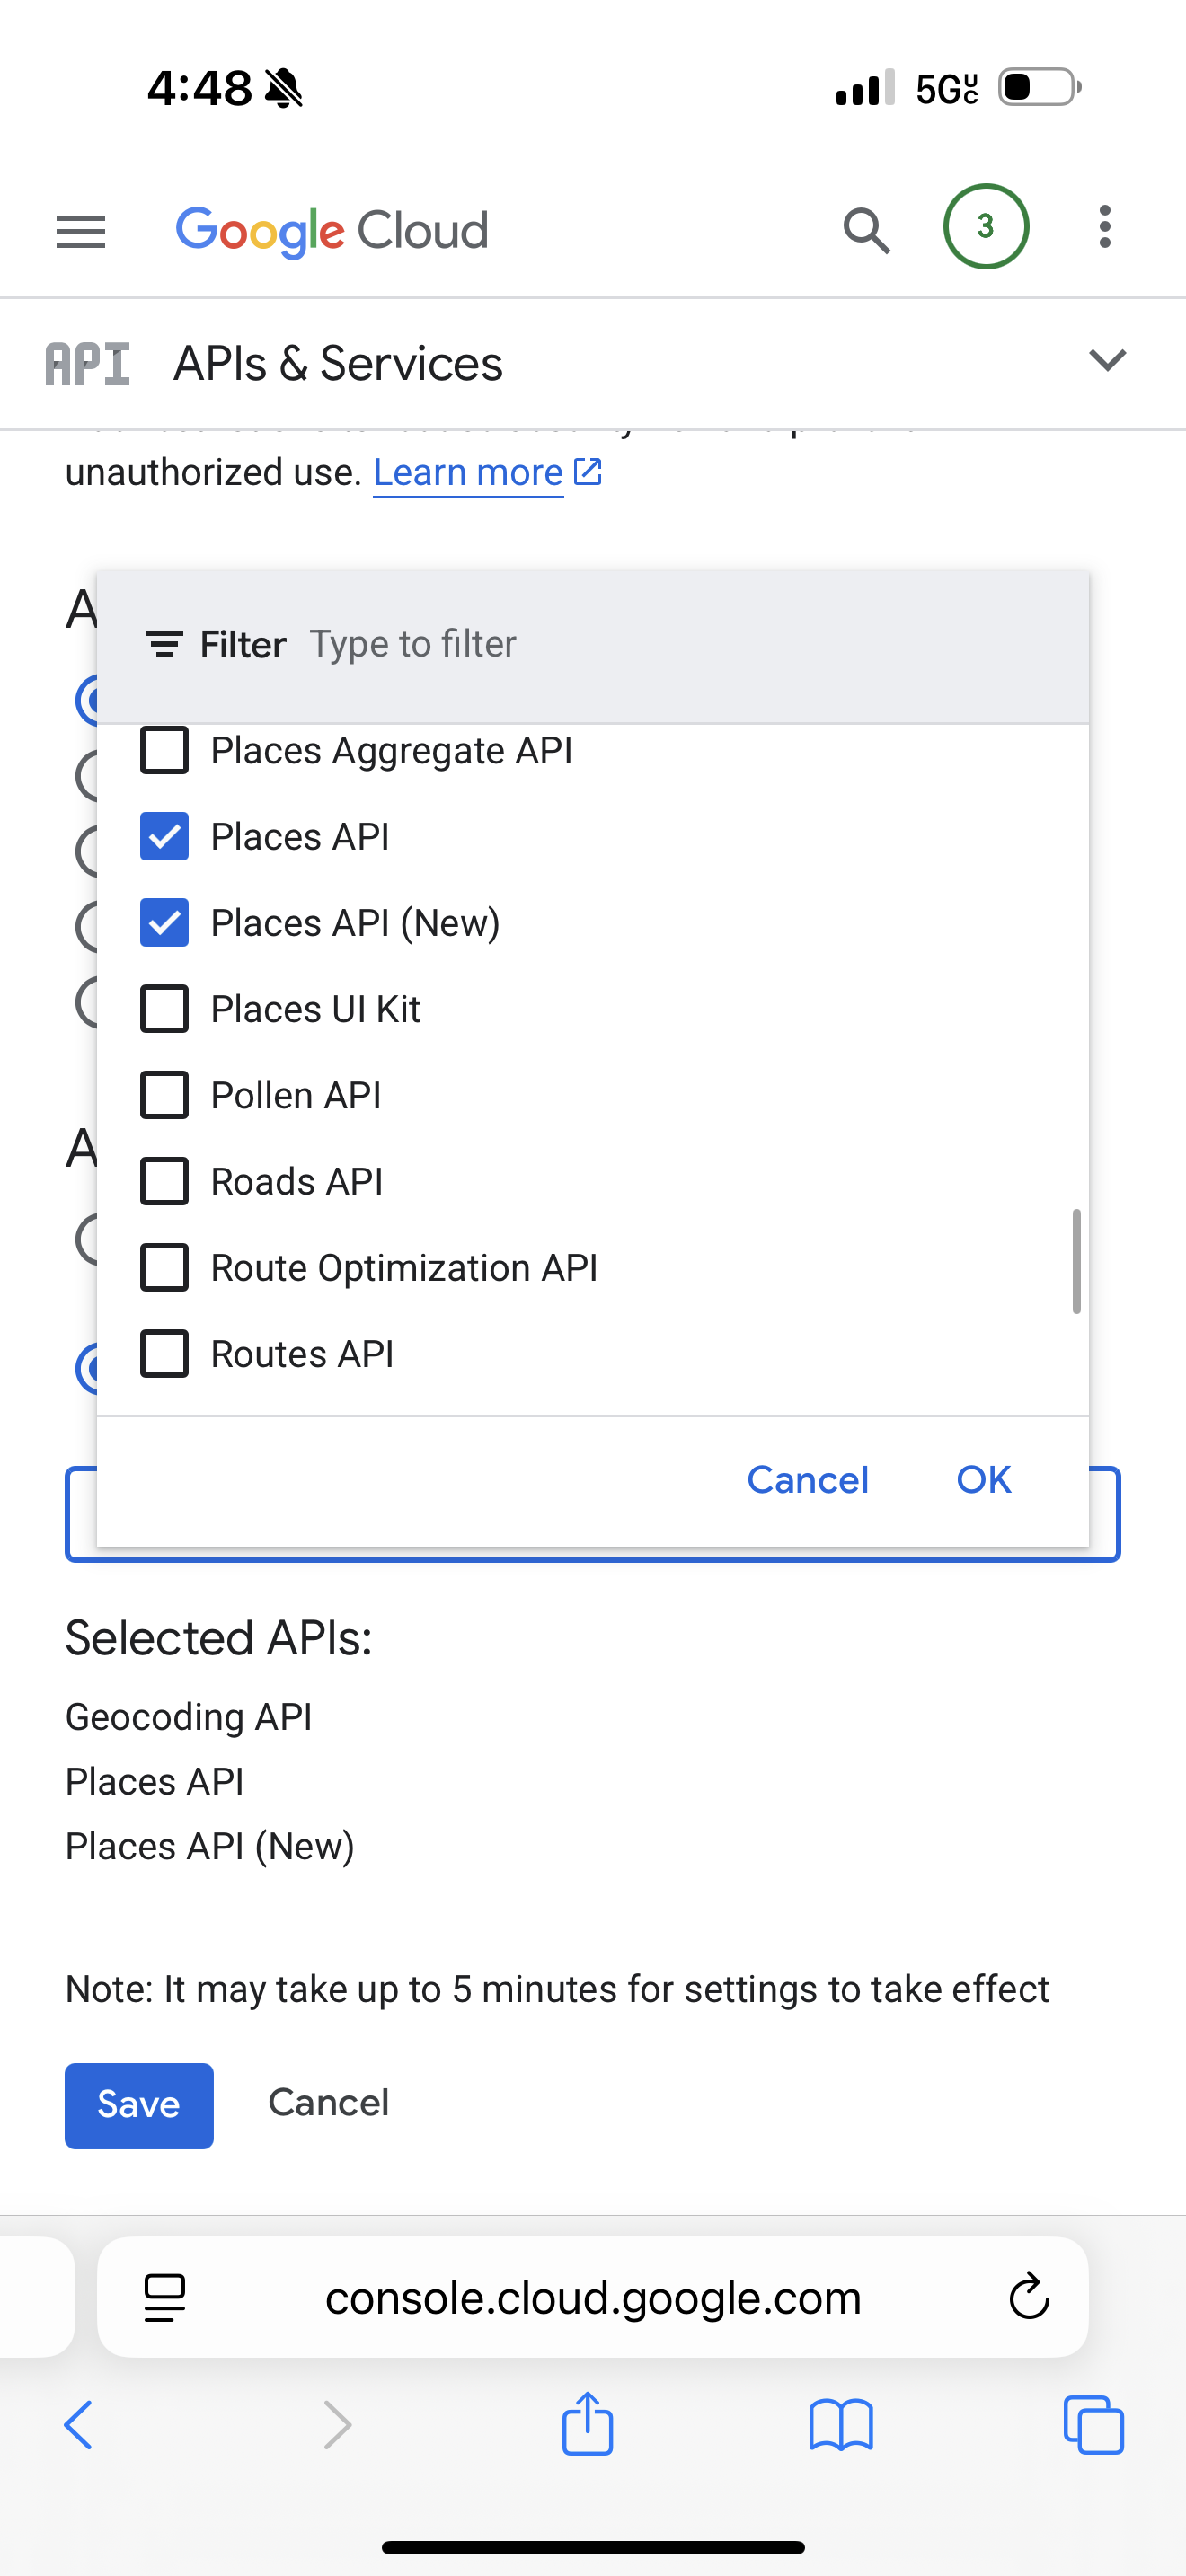 4:48
5G UC
Google Cloud
3
API APIs & Services
unauthorized use. Learn more
A
Filter Type to filter
Places Aggregate API
Places API
Places API (New)
Places UI Kit
Pollen API
A
Roads API
Route Optimization API
Routes API
Cancel OK
Selected APIs:
Geocoding API
Places API
Places API (New)
Note: It may take up to 5 minutes for settings to take effect
Save Cancel
console.cloud.google.com